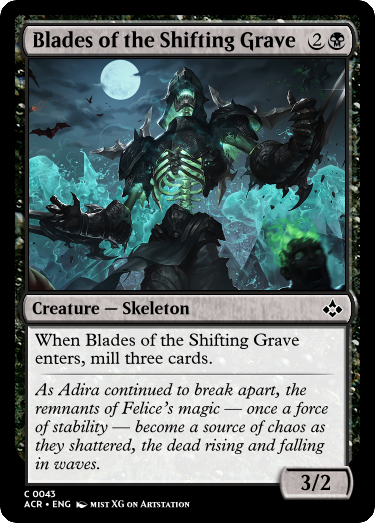 Blades of the Shifting Grave 2
Creature — Skeleton
When Blades of the Shifting Grave
enters, mill three cards.
As Adira continued to break apart, the
remnants of Felice's magic — once a force
of stability — become a source of chaos as
they shattered, the dead rising and falling
in waves.
3/2
C 0043
ACR • ENG MIST XG ON ARTSTATION